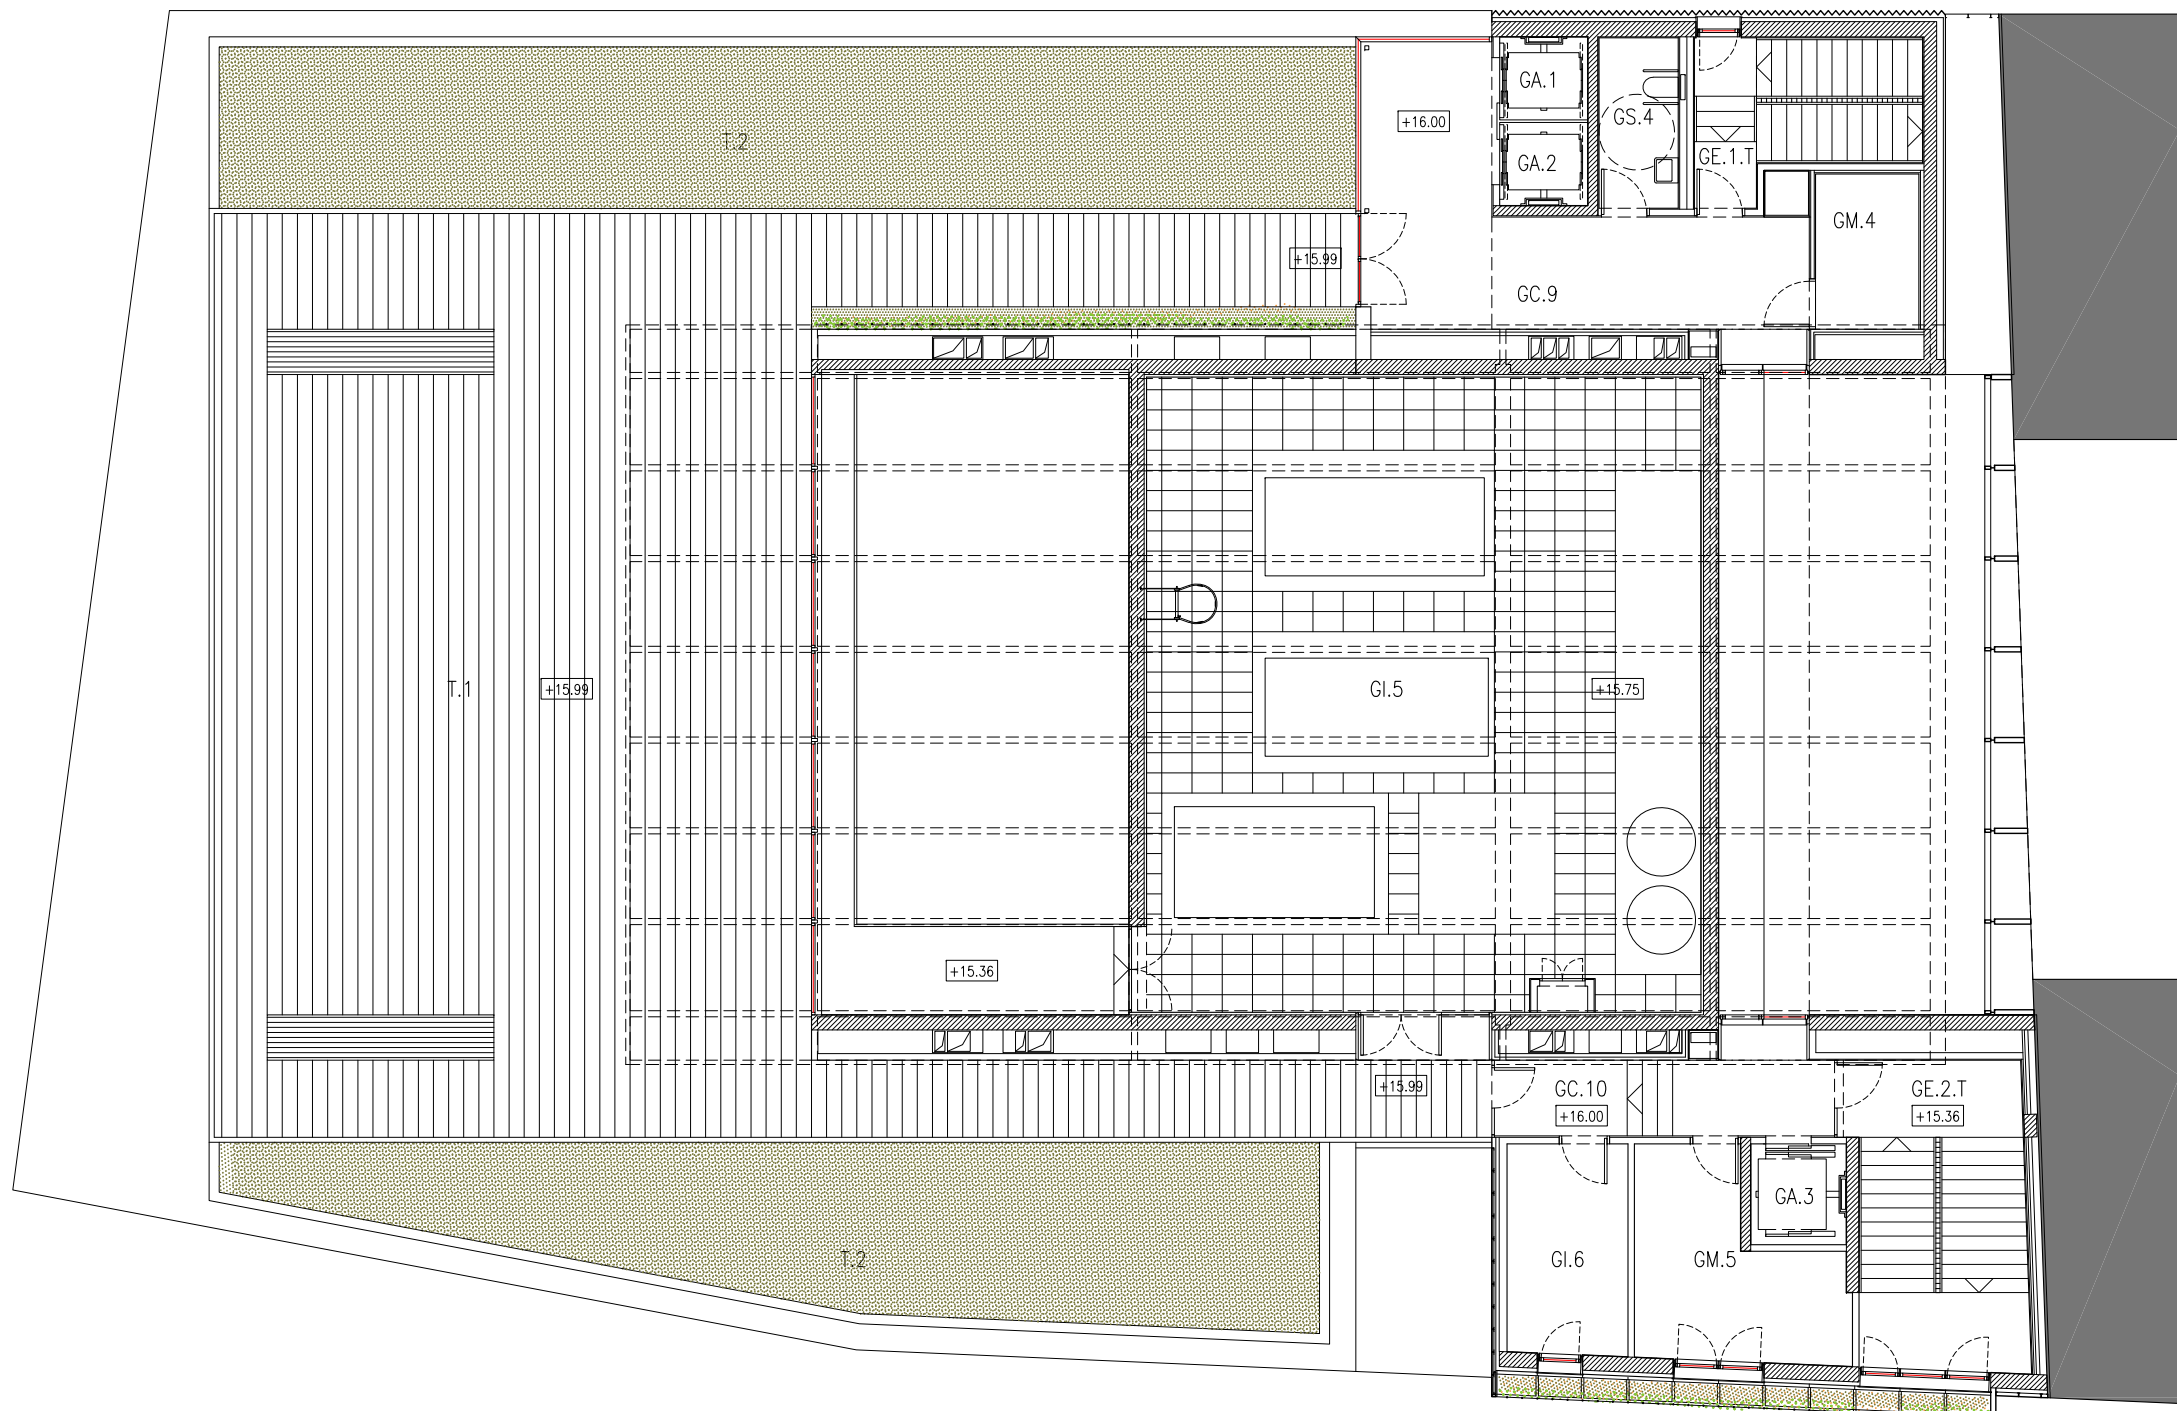 GA.1
GS.4
+16.00
T.2
GA.2
GE.1.T
GM.4
+15.99
GC.9
T.1
+15.99
GI.5
+15.75
+15.36
+15.99
GC.10
GE.2.T
+16.00
+15.36
GA.3
T.2
GI.6
GM.5